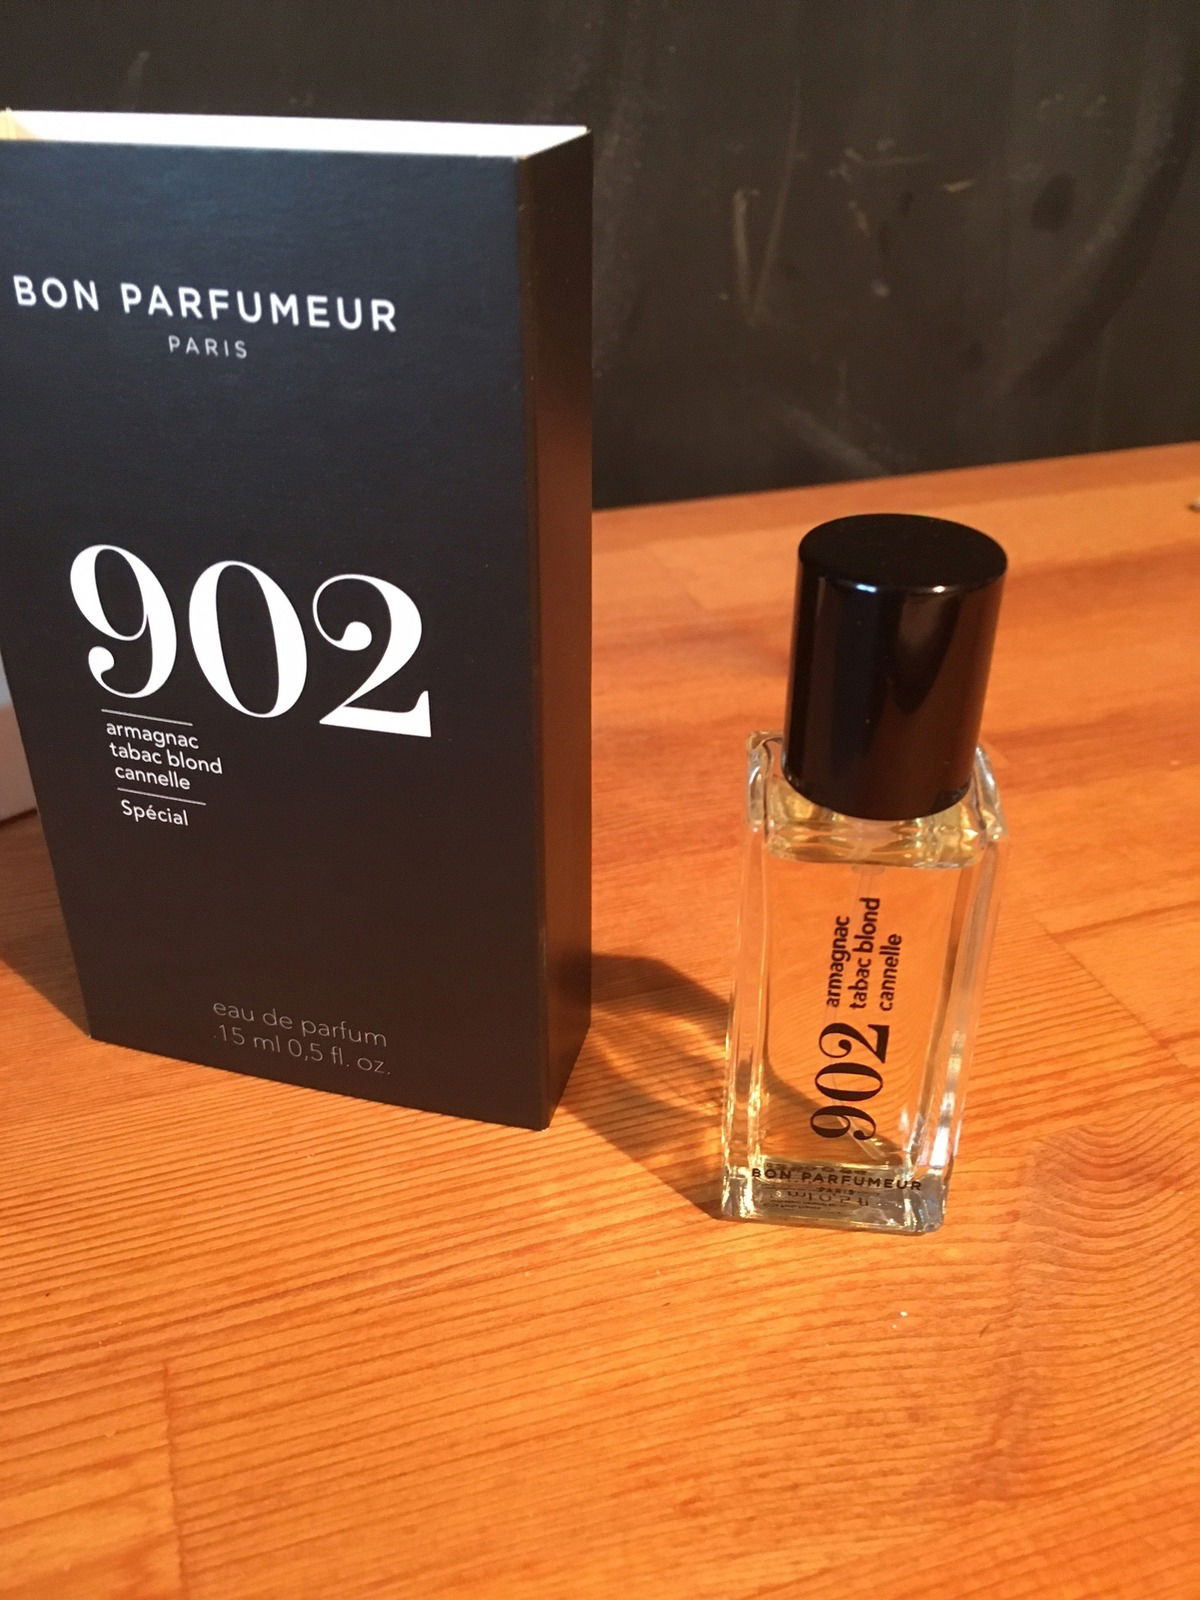 BON PARFUMEUR
PARIS
902
armagnac
tabac blond
cannelle
Spécial
eau de parfum
15 ml 0,5 fl. oz.
902
armagnac
tabac blond
cannelle
BON PARFUMEUR
PARIS